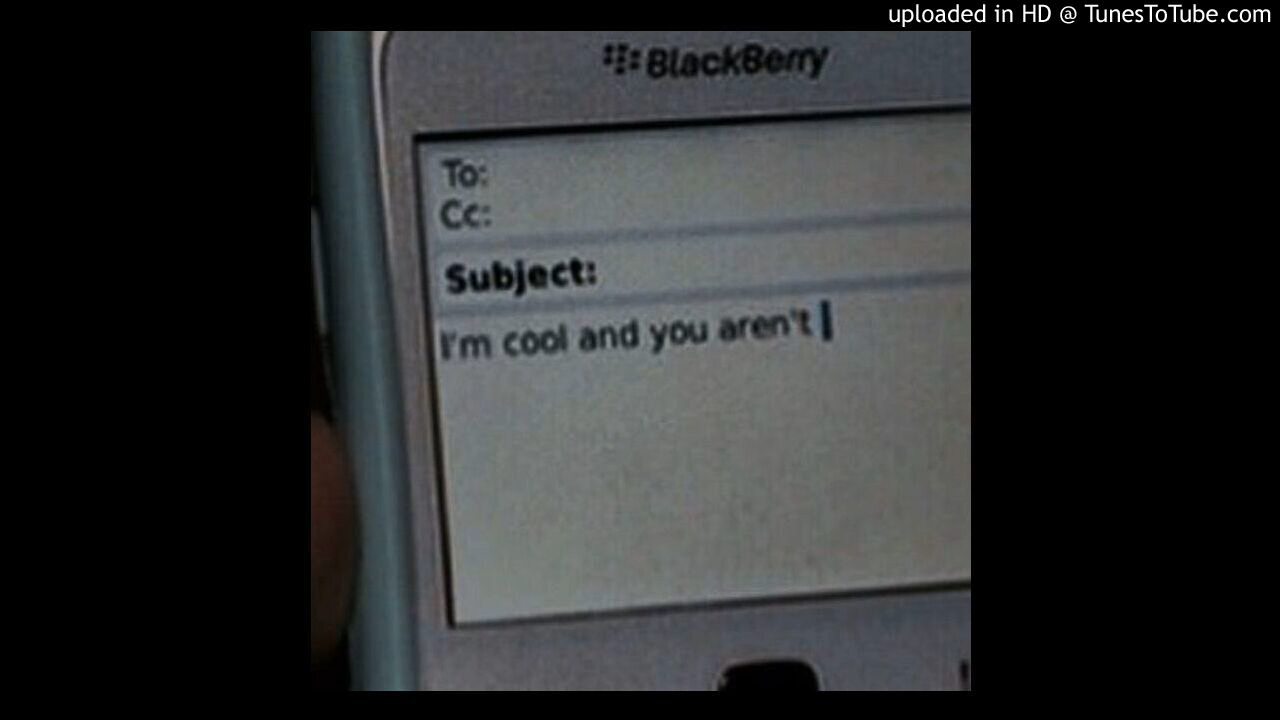 uploaded in HD @ TunesToTube.com
BlackBerry
To:
Cc:
Subject:
I'm cool and you aren't